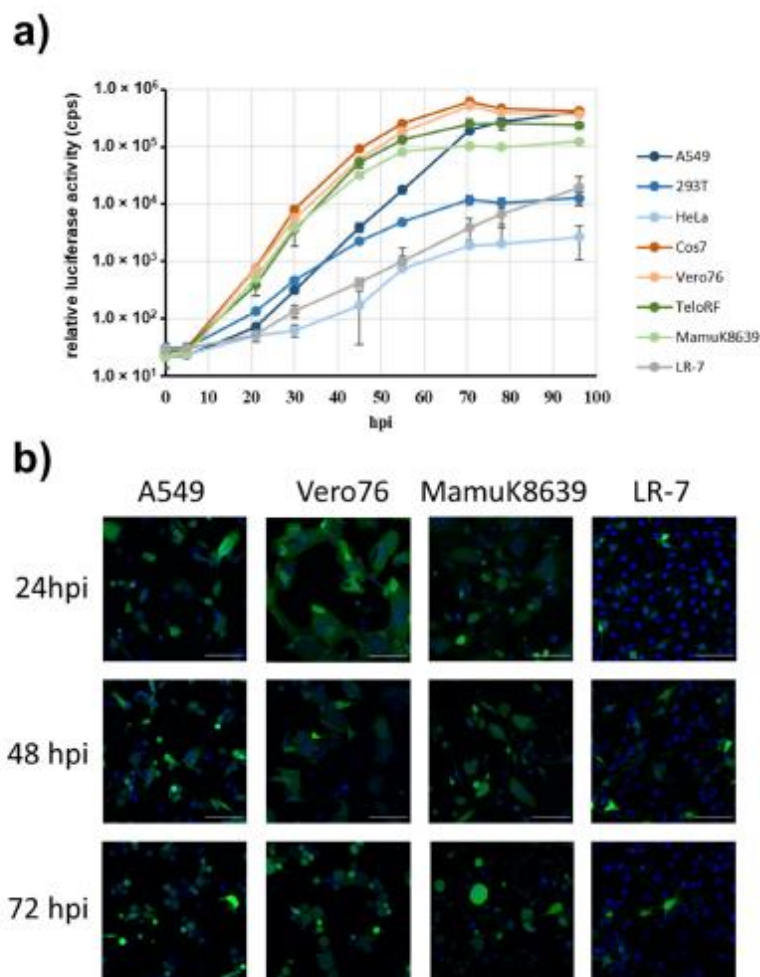 a)
1.0 × 10⁶
1.0 × 10⁵
1.0 × 10⁴
1.0 × 10³
1.0 × 10²
1.0 × 10¹
relative luciferase activity (cps)
0 10 20 30 40 50 60 70 80 90 100
hpi
A549
293T
HeLa
Cos7
Vero76
TeloRF
MamuK8639
LR-7
b)
A549 Vero76 MamuK8639 LR-7
24hpi
48 hpi
72 hpi